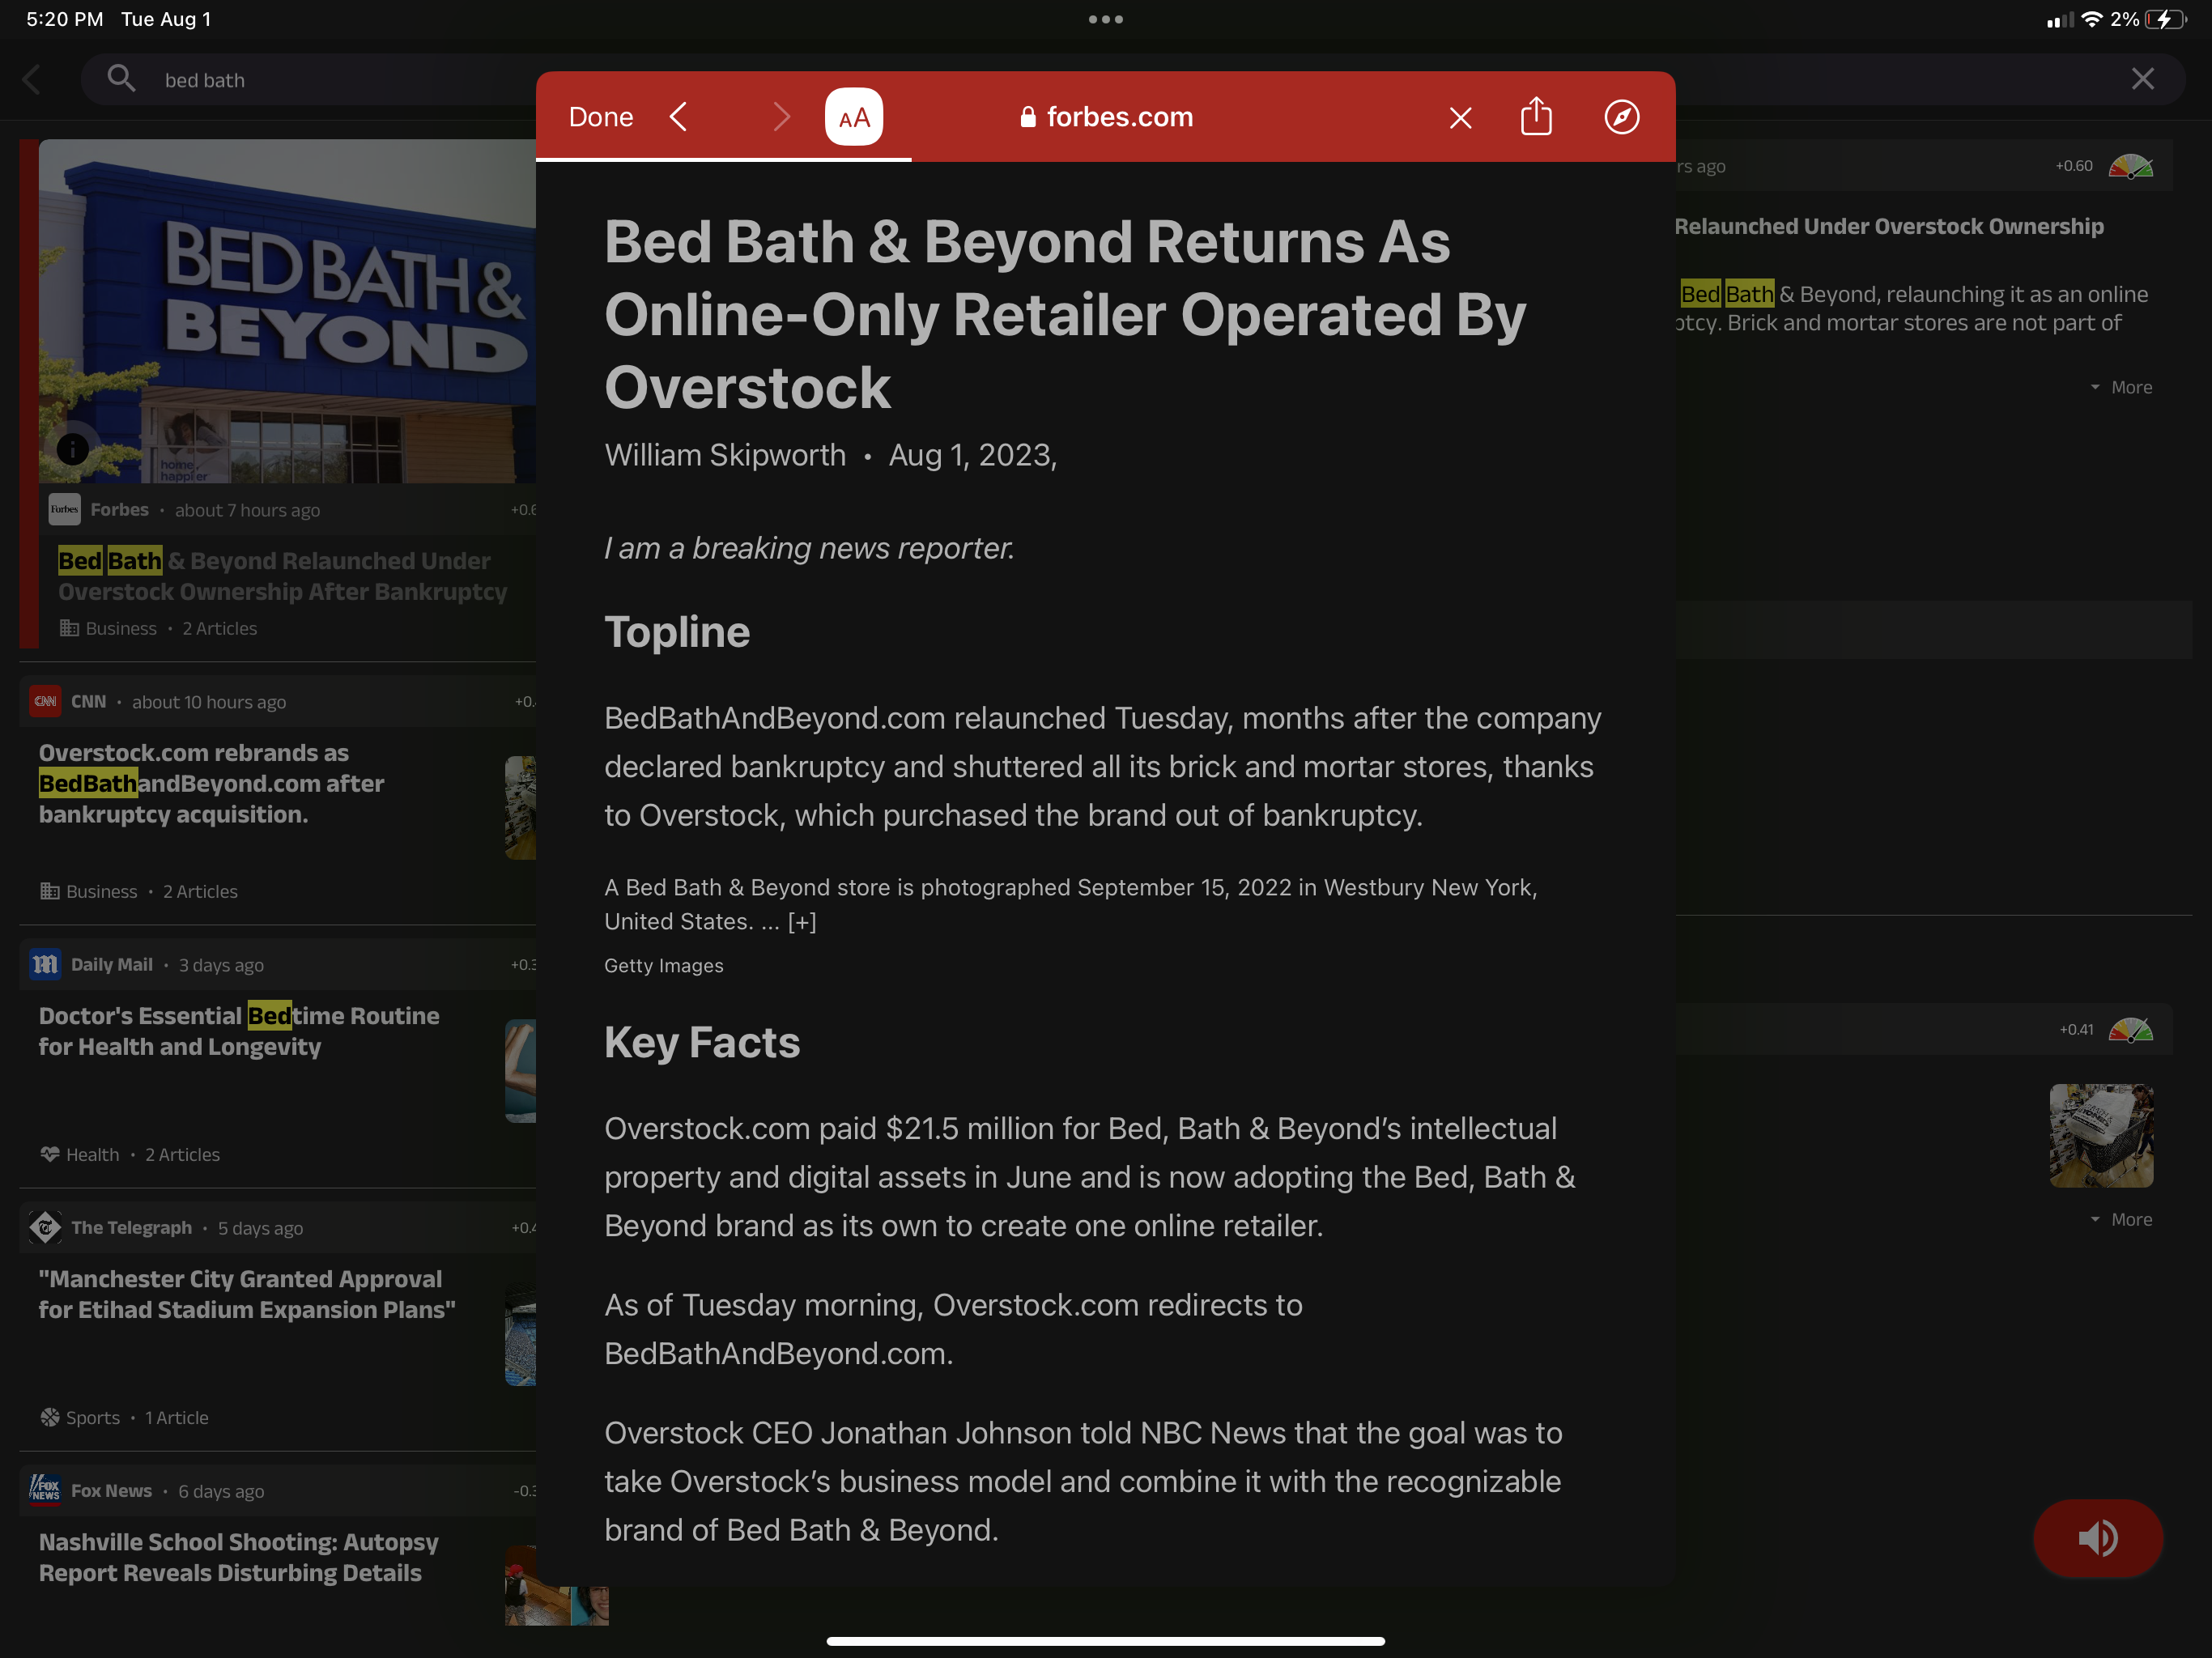 5:20 PM Tue Aug 1
2%
bed bath
Done
AA
forbes.com
BED BATH &
BEYOND
home.
happier
Forbes • about 7 hours ago
Bed Bath & Beyond Relaunched Under
Overstock Ownership After Bankruptcy
Business • 2 Articles
CNN • about 10 hours ago
Overstock.com rebrands as
BedBathandBeyond.com after
bankruptcy acquisition.
Business • 2 Articles
Daily Mail • 3 days ago
Doctor's Essential Bedtime Routine
for Health and Longevity
Health • 2 Articles
The Telegraph • 5 days ago
"Manchester City Granted Approval
for Etihad Stadium Expansion Plans"
Sports • 1 Article
FOX NEWS
Fox News • 6 days ago
Nashville School Shooting: Autopsy
Report Reveals Disturbing Details
Bed Bath & Beyond Returns As
Online-Only Retailer Operated By
Overstock
William Skipworth • Aug 1, 2023,
I am a breaking news reporter.
Topline
BedBathAndBeyond.com relaunched Tuesday, months after the company
declared bankruptcy and shuttered all its brick and mortar stores, thanks
to Overstock, which purchased the brand out of bankruptcy.
A Bed Bath & Beyond store is photographed September 15, 2022 in Westbury New York,
United States. ... [+]
Getty Images
Key Facts
Overstock.com paid $21.5 million for Bed, Bath & Beyond’s intellectual
property and digital assets in June and is now adopting the Bed, Bath &
Beyond brand as its own to create one online retailer.
As of Tuesday morning, Overstock.com redirects to
BedBathAndBeyond.com.
Overstock CEO Jonathan Johnson told NBC News that the goal was to
take Overstock’s business model and combine it with the recognizable
brand of Bed Bath & Beyond.
rs ago
+0.60
Relaunched Under Overstock Ownership
Bed Bath & Beyond, relaunching it as an online
ptcy. Brick and mortar stores are not part of
More
+0.41
More